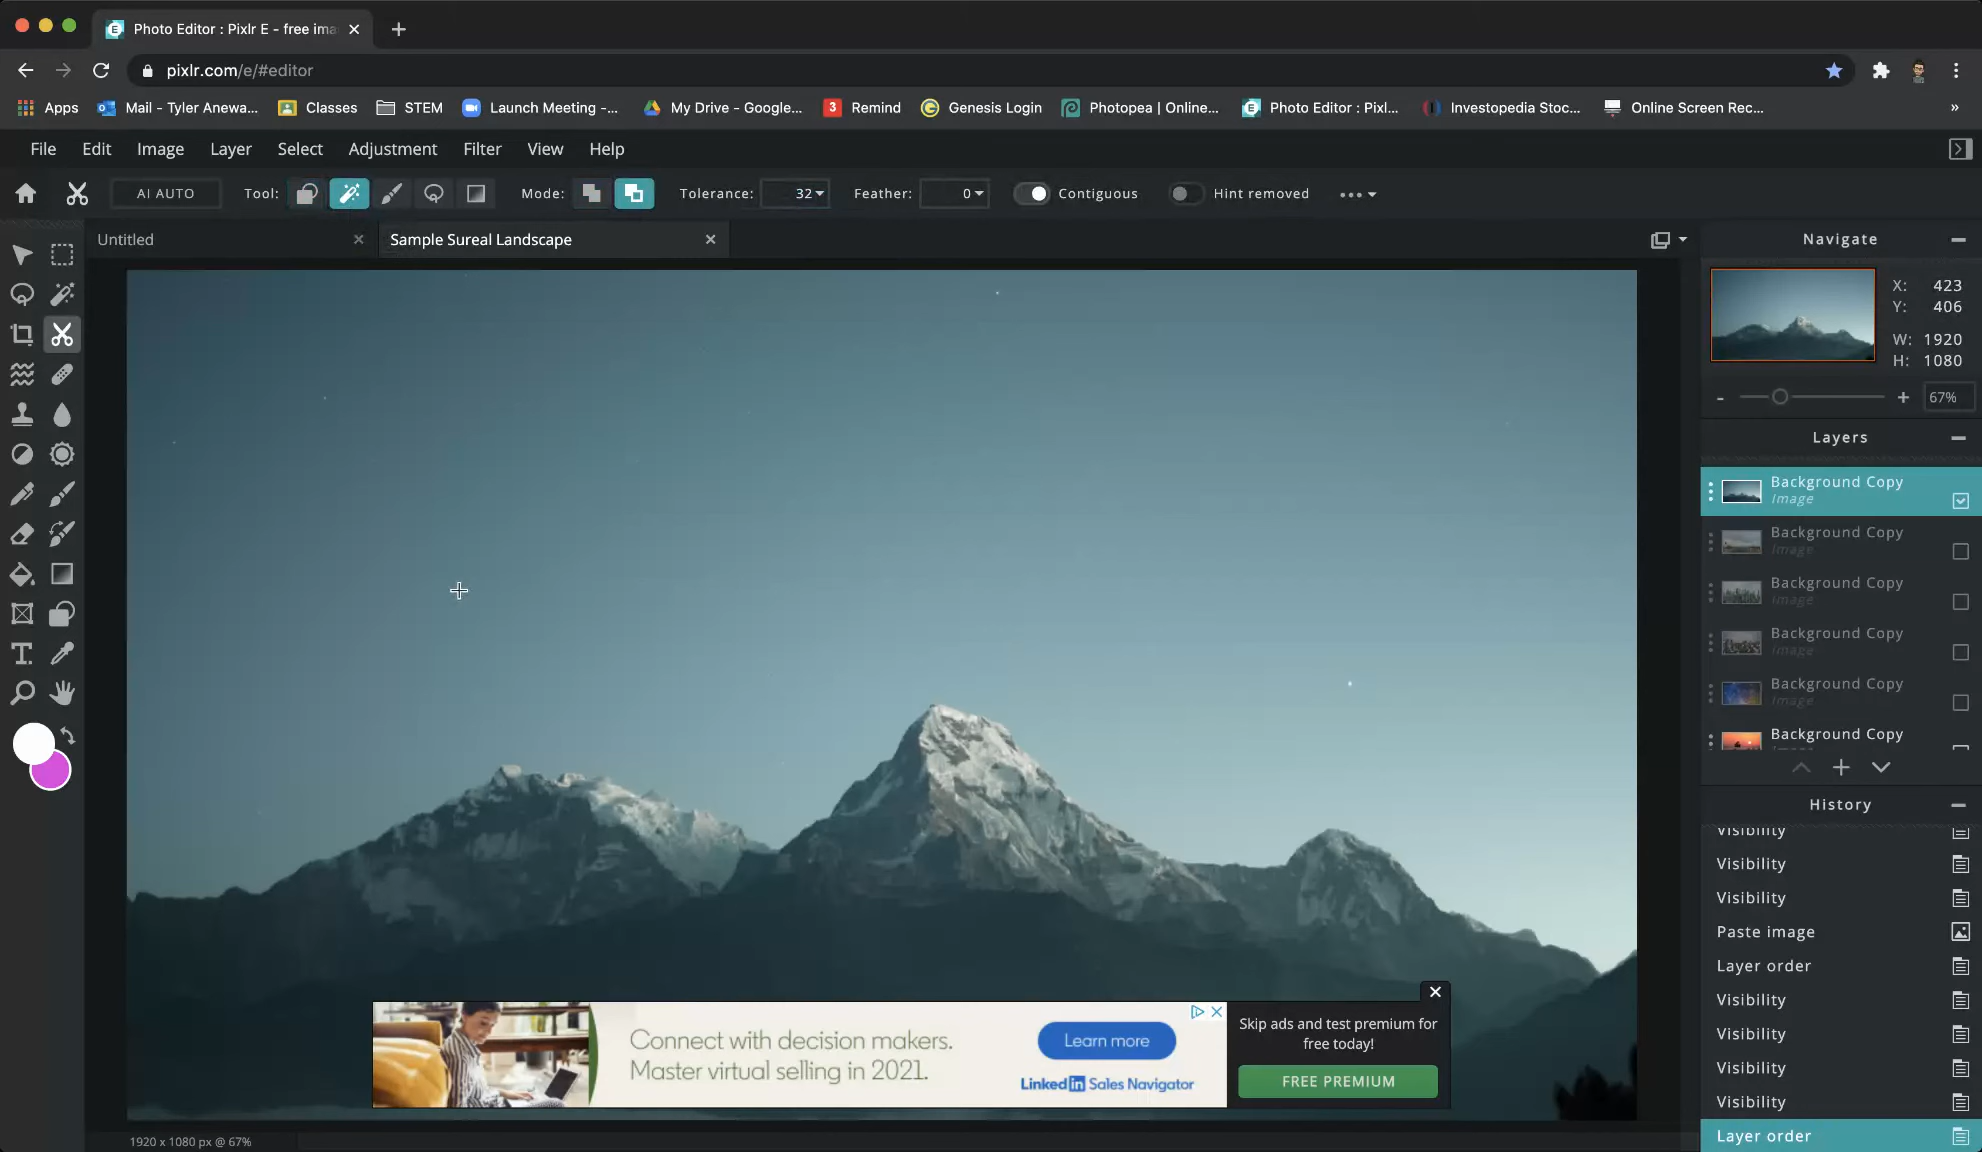 Photo Editor : Pixlr E - free ima
pixlr.com/e/#editor
Apps Mail - Tyler Anewa... Classes STEM Launch Meeting -... My Drive - Google... 3 Remind Genesis Login Photopea | Online... Photo Editor : Pixl... Investopedia Stoc... Online Screen Rec... »
File Edit Image Layer Select Adjustment Filter View Help
AI AUTO Tool: Mode: Tolerance: 32 Feather: 0 Contiguous Hint removed
Untitled Sample Sureal Landscape
Navigate
X: 423
Y: 406
W: 1920
H: 1080
- + 67%
Layers
Background Copy
Image
Background Copy
Image
Background Copy
Image
Background Copy
Image
Background Copy
Image
Background Copy
History
Visibility
Visibility
Visibility
Paste image
Layer order
Visibility
Visibility
Visibility
Visibility
Layer order
Connect with decision makers.
Master virtual selling in 2021.
Learn more
Linked in Sales Navigator
Skip ads and test premium for
free today!
FREE PREMIUM
1920 x 1080 px @ 67%